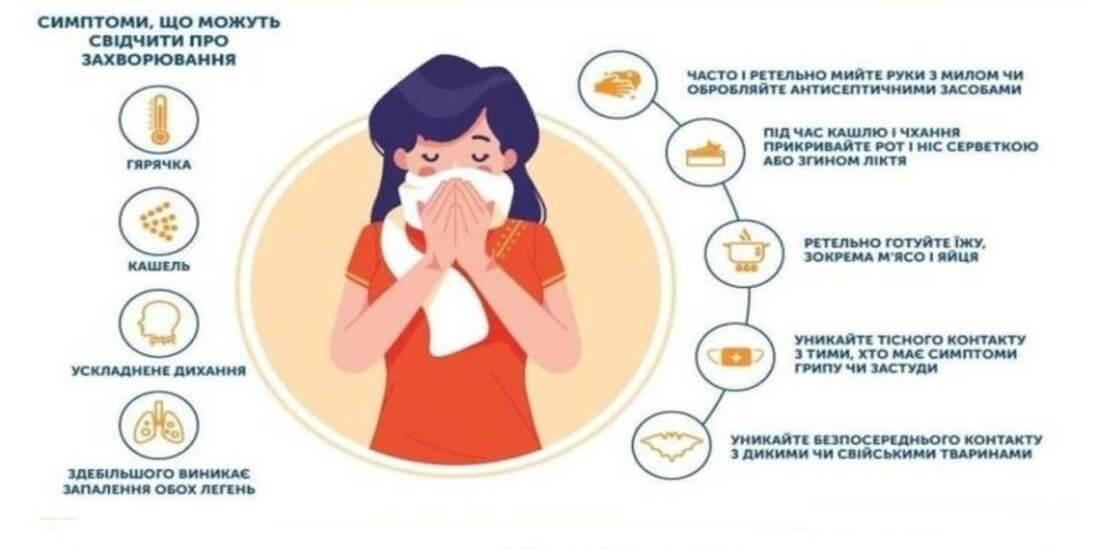 СИМПТОМИ, ЩО МОЖУТЬ
СВІДЧИТИ ПРО
ЗАХВОРЮВАННЯ
ГЯРЯЧКА
КАШЕЛЬ
УСКЛАДНЕНЕ ДИХАННЯ
ЗДЕБІЛЬШОГО ВИНИКАЄ
ЗАПАЛЕННЯ ОБОХ ЛЕГЕНЬ
ЧАСТО І РЕТЕЛЬНО МИЙТЕ РУКИ З МИЛОМ ЧИ
ОБРОБЛЯЙТЕ АНТИСЕПТИЧНИМИ ЗАСОБАМИ
ПІД ЧАС КАШЛЮ І ЧХАННЯ
ПРИКРИВАЙТЕ РОТ І НІС СЕРВЕТКОЮ
АБО ЗГИНОМ ЛІКТЯ
РЕТЕЛЬНО ГОТУЙТЕ ЇЖУ,
ЗОКРЕМА М'ЯСО І ЯЙЦЯ
УНИКАЙТЕ ТІСНОГО КОНТАКТУ
З ТИМИ, ХТО МАЄ СИМПТОМИ
ГРИПУ ЧИ ЗАСТУДИ
УНИКАЙТЕ БЕЗПОСЕРЕДНЬОГО КОНТАКТУ
З ДИКИМИ ЧИ СВІЙСЬКИМИ ТВАРИНАМИ